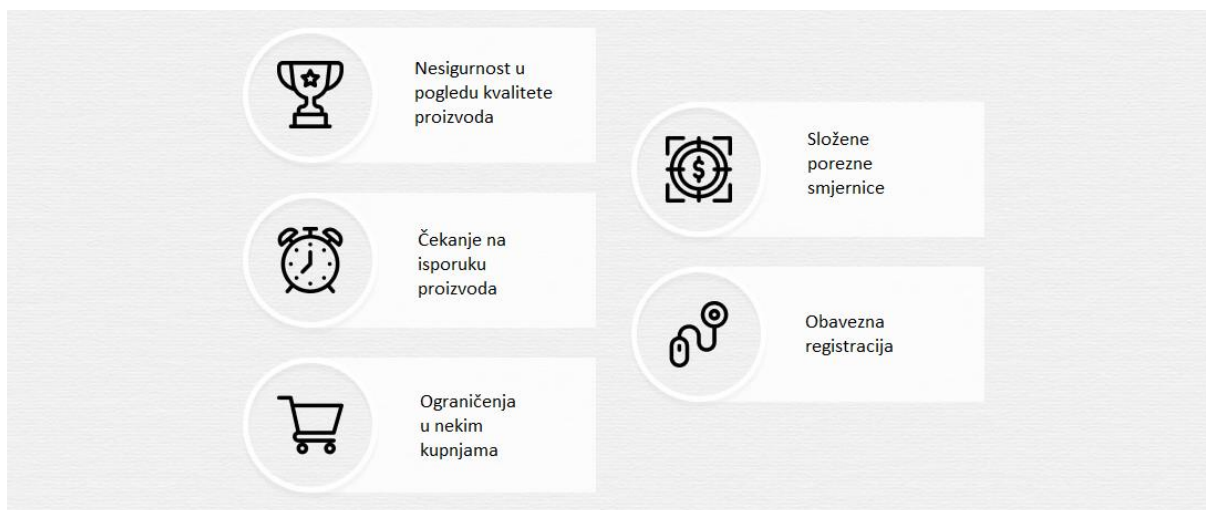 Nesigurnost u
pogledu kvalitete
proizvoda
Čekanje na
isporuku
proizvoda
Ograničenja
u nekim
kupnjama
Složene
porezne
smjernice
Obavezna
registracija